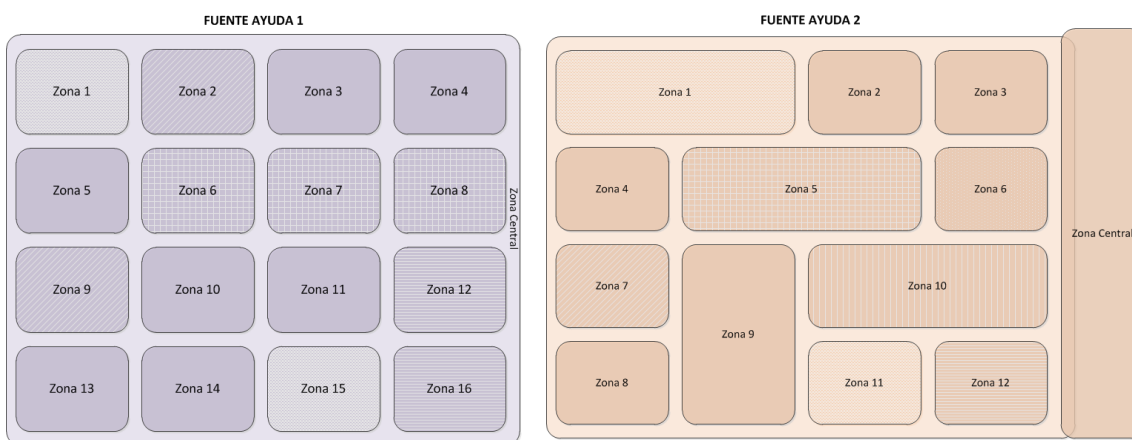 FUENTE AYUDA 1
Zona 1
Zona 2
Zona 3
Zona 4
Zona 5
Zona 6
Zona 7
Zona 8
Zona Central
Zona 9
Zona 10
Zona 11
Zona 12
Zona 13
Zona 14
Zona 15
Zona 16
FUENTE AYUDA 2
Zona 1
Zona 2
Zona 3
Zona 4
Zona 5
Zona 6
Zona Central
Zona 7
Zona 10
Zona 9
Zona 8
Zona 11
Zona 12